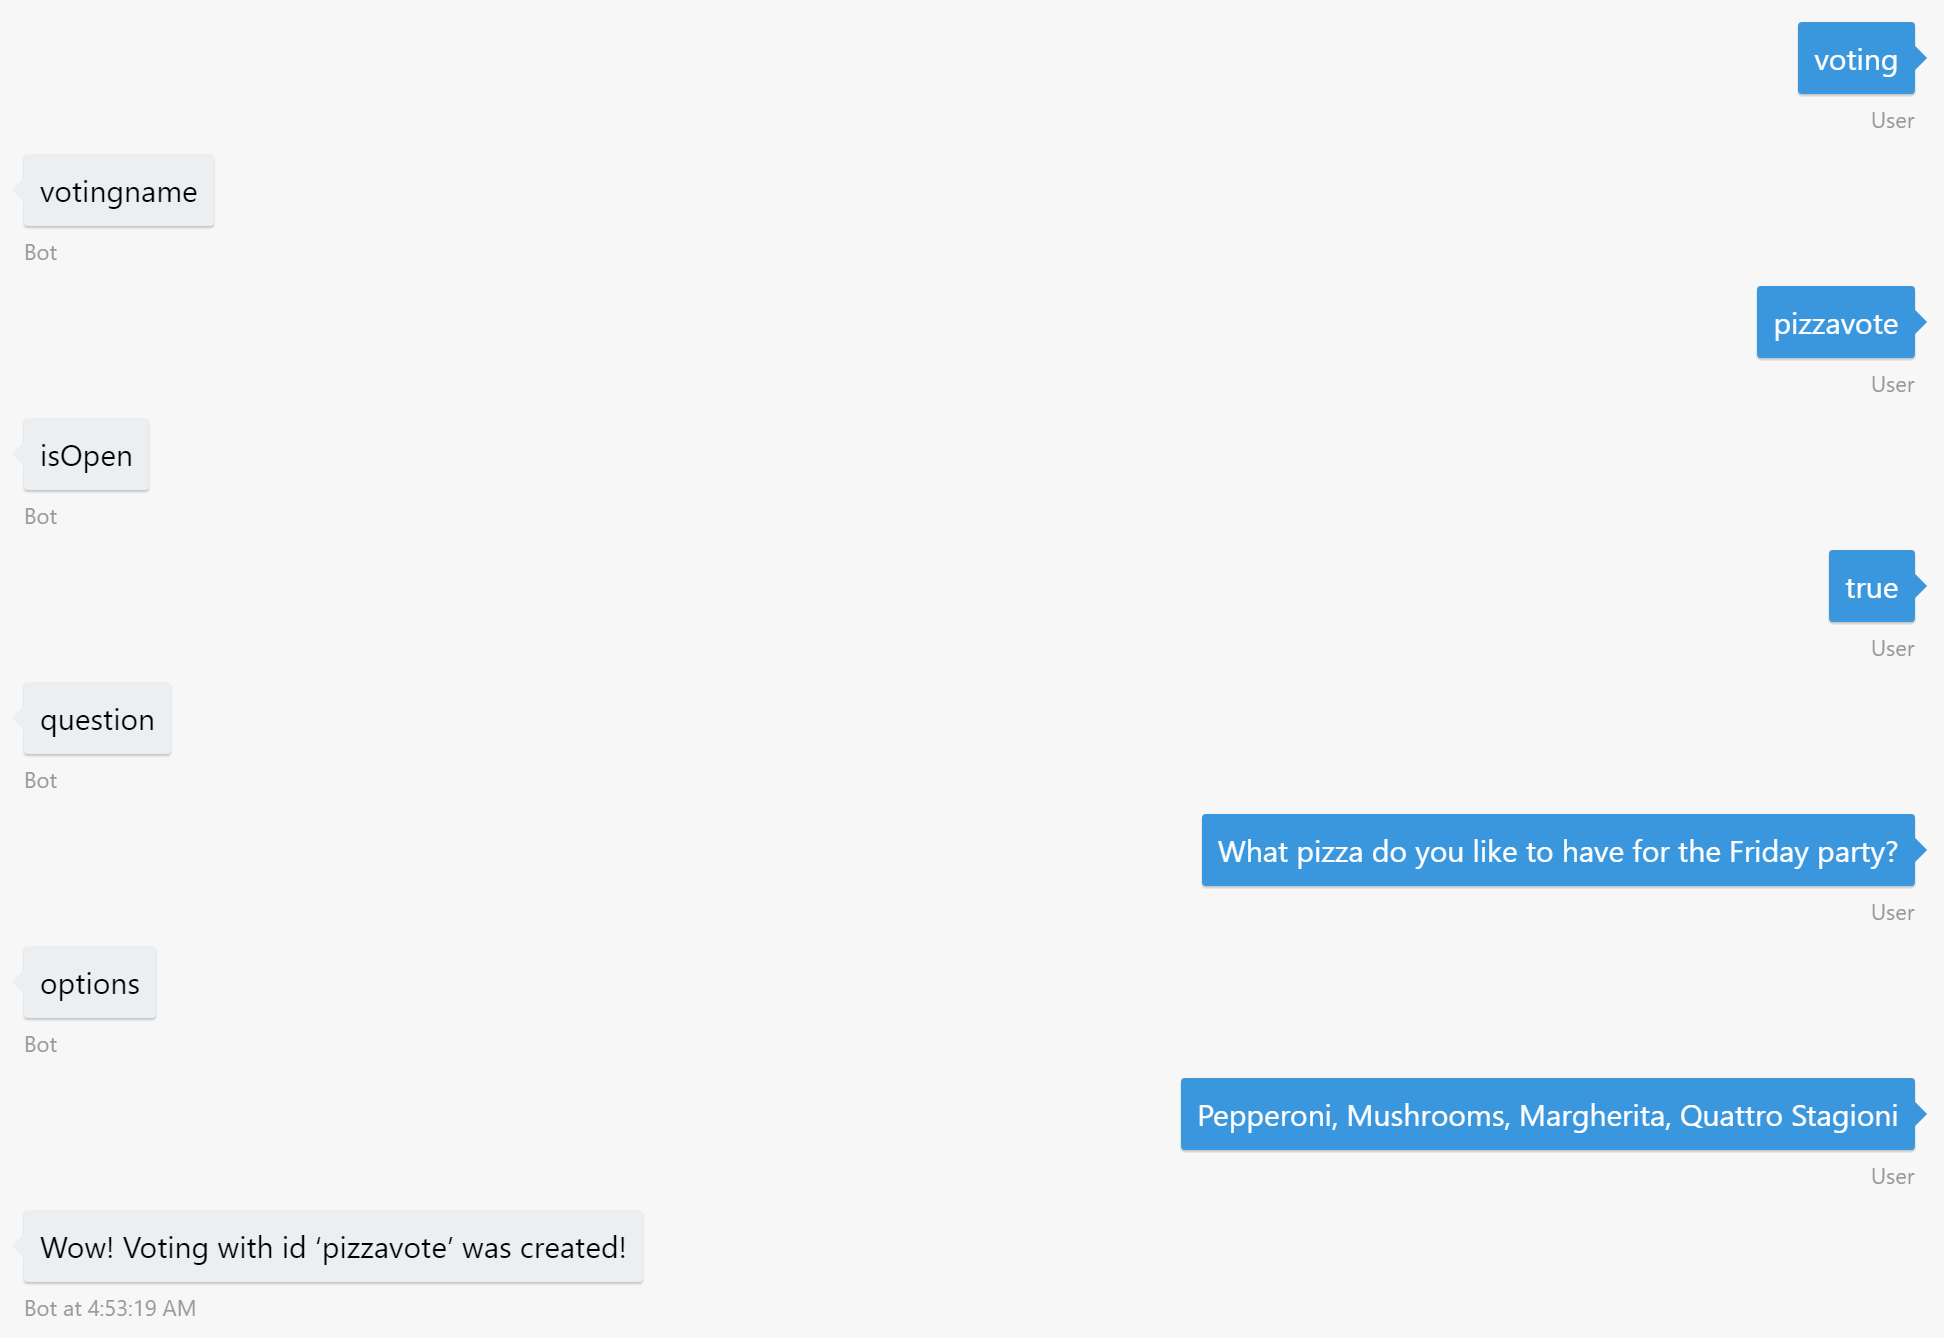 voting
User
votingname
Bot
pizzavote
User
isOpen
Bot
true
User
question
Bot
What pizza do you like to have for the Friday party?
User
options
Bot
Pepperoni, Mushrooms, Margherita, Quattro Stagioni
User
Wow! Voting with id ‘pizzavote’ was created!
Bot at 4:53:19 AM